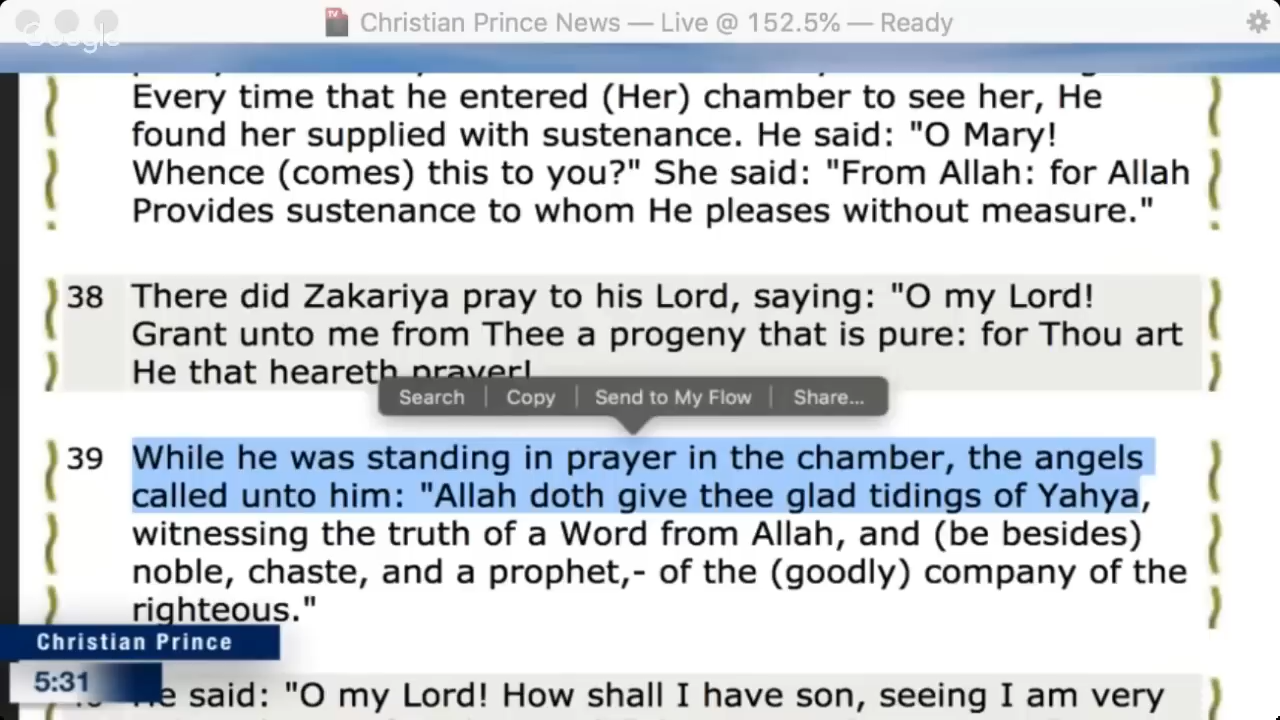 Christian Prince News — Live @ 152.5% — Ready
Google
Every time that he entered (Her) chamber to see her, He
found her supplied with sustenance. He said: "O Mary!
Whence (comes) this to you?" She said: "From Allah: for Allah
Provides sustenance to whom He pleases without measure."
38 There did Zakariya pray to his Lord, saying: "O my Lord!
Grant unto me from Thee a progeny that is pure: for Thou art
He that heareth prayer!
Search Copy Send to My Flow Share...
39 While he was standing in prayer in the chamber, the angels
called unto him: "Allah doth give thee glad tidings of Yahya,
witnessing the truth of a Word from Allah, and (be besides)
noble, chaste, and a prophet,- of the (goodly) company of the
righteous."
Christian Prince
5:31
He said: "O my Lord! How shall I have son, seeing I am very